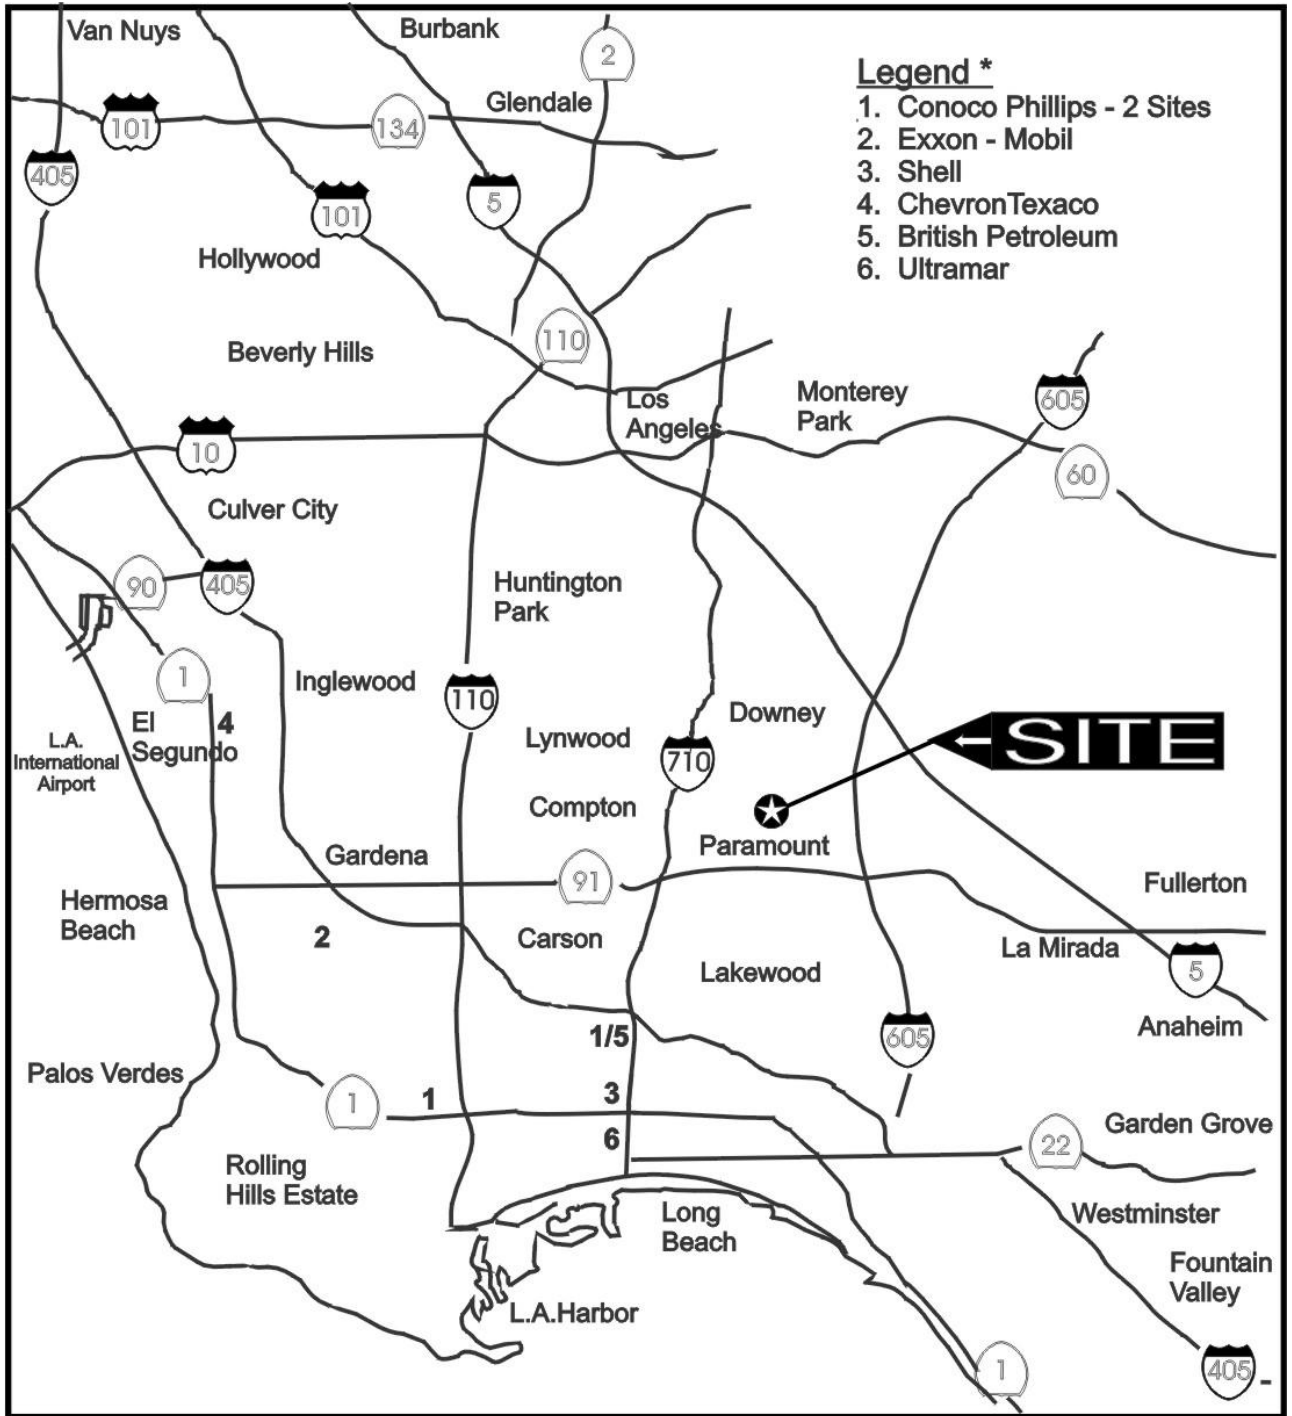 Van Nuys
Burbank
2
Legend *
1. Conoco Phillips - 2 Sites
2. Exxon - Mobil
3. Shell
4. ChevronTexaco
5. British Petroleum
6. Ultramar
Glendale
101
134
405
5
101
Hollywood
110
Beverly Hills
Monterey
Park
605
Los
Angeles
10
60
Culver City
90
405
Huntington
Park
1
Inglewood
110
El
Segundo
4
L.A.
International
Airport
Lynwood
710
Downey
SITE
Compton
Paramount
Gardena
91
Fullerton
Hermosa
Beach
2
Carson
La Mirada
Lakewood
5
Anaheim
1/5
605
Palos Verdes
1
1
3
6
22
Garden Grove
Rolling
Hills Estate
Long
Beach
Westminster
Fountain
Valley
L.A.Harbor
1
405 -